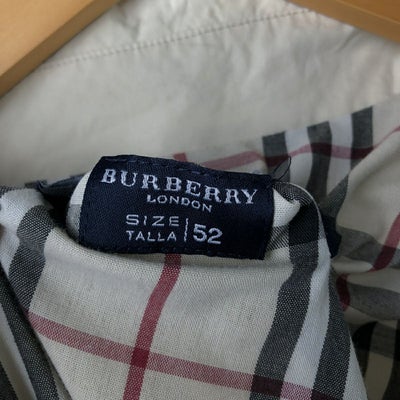 BURBERRY
LONDON
SIZE
TALLA | 52